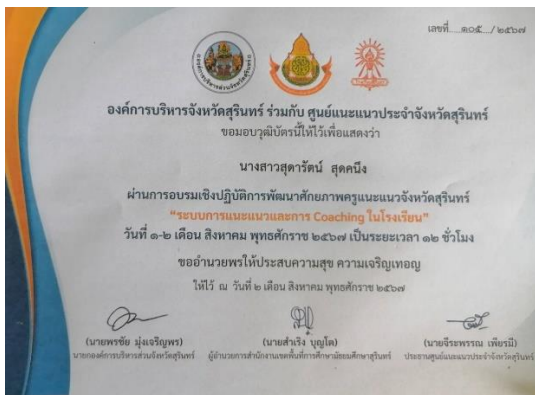 เลขที่....๑๐๕..../๒๕๖๗
องค์การบริหารจังหวัดสุรินทร์ ร่วมกับ ศูนย์แนะแนวประจำจังหวัดสุรินทร์
ขอมอบวุฒิบัตรนี้ให้ไว้เพื่อแสดงว่า
นางสาวสุดารัตน์ สุดคนึง
ผ่านการอบรมเชิงปฏิบัติการพัฒนาศักยภาพครูแนะแนวจังหวัดสุรินทร์
"ระบบการแนะแนวและการ Coaching ในโรงเรียน"
วันที่ ๑-๒ เดือน สิงหาคม พุทธศักราช ๒๕๖๗ เป็นระยะเวลา ๑๒ ชั่วโมง
ขออำนวยพรให้ประสบความสุข ความเจริญเทอญ
ให้ไว้ ณ วันที่ ๒ เดือน สิงหาคม พุทธศักราช ๒๕๖๗
(นายพรชัย มุ่งเจริญพร) (นายสำเริง บุญโต) (นายจีระพรรณ เพียรมี)
นายกองค์การบริหารส่วนจังหวัดสุรินทร์ ผู้อำนวยการสำนักงานเขตพื้นที่การศึกษามัธยมศึกษาสุรินทร์ ประธานศูนย์แนะแนวประจำจังหวัดสุรินทร์